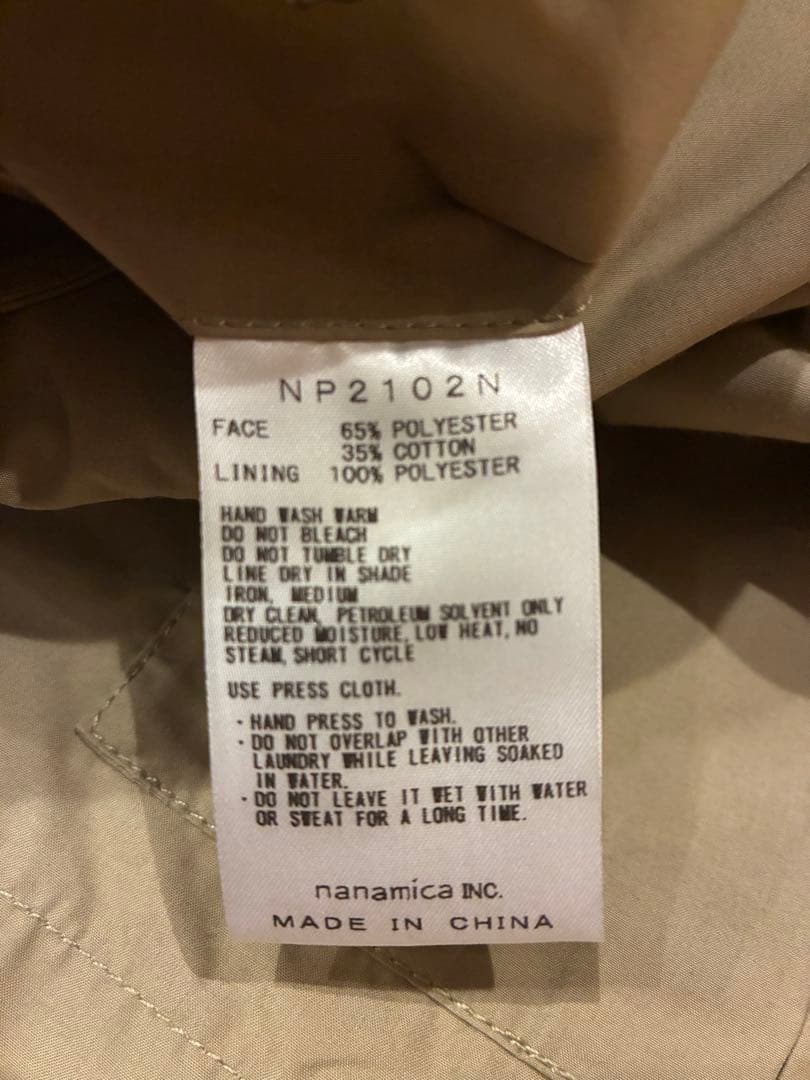 NP2102N
FACE 65% POLYESTER
35% COTTON
LINING 100% POLYESTER
HAND WASH WARM
DO NOT BLEACH
DO NOT TUMBLE DRY
LINE DRY IN SHADE
IRON, MEDIUM
DRY CLEAN, PETROLEUM SOLVENT ONLY
REDUCED MOISTURE, LOW HEAT, NO
STEAM, SHORT CYCLE
USE PRESS CLOTH.
・HAND PRESS TO WASH.
・DO NOT OVERLAP WITH OTHER
LAUNDRY WHILE LEAVING SOAKED
IN WATER.
・DO NOT LEAVE IT WET WITH WATER
OR SWEAT FOR A LONG TIME.
nanamica INC.
MADE IN CHINA